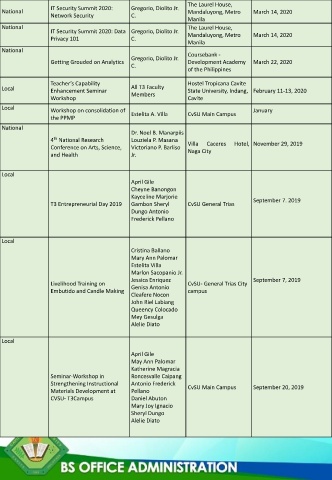 National
IT Security Summit 2020:
Network Security
Gregorio, Diolito Jr.
C.
The Laurel House,
Mandaluyong, Metro
Manila
March 14, 2020
National
IT Security Summit 2020: Data
Privacy 101
Gregorio, Diolito Jr.
C.
The Laurel House,
Mandaluyong, Metro
Manila
March 14, 2020
National
Getting Grounded on Analytics
Gregorio, Diolito Jr.
C.
Coursebank -
Development Academy
of the Philippines
March 22, 2020
Local
Teacher's Capability
Enhancement Seminar
Workshop
All T3 Faculty
Members
Hostel Tropicana Cavite
State University, Indang,
Cavite
February 11-13, 2020
Local
Workshop on consolidation of
the PPMP
Estelita A. Villa
CvSU Main Campus
January
National
4th National Research
Conference on Arts, Science,
and Health
Dr. Noel B. Manarpiis
Louziela P. Masana
Victoriano P. Barliso
Jr.
Villa Caceres Hotel,
Naga City
November 29, 2019
Local
T3 Entrepreneurial Day 2019
April Gile
Cheyne Banangon
Kayceline Marjorie
Gambon Sheryl
Dungo Antonio
Frederick Pellano
CvSU General Trias
September 7, 2019
Local
Livelihood Training on
Embutido and Candle Making
Cristina Ballano
Mary Ann Palomar
Estelita Villa
Marlon Sacopanio Jr.
Jessica Enriquez
Genisa Antonio
Cleafere Nocon
John Riel Labiang
Queency Colocado
Mey Gesulga
Alelie Diato
CvSU- General Trias City
campus
September 7, 2019
Local
Seminar-Workshop in
Strengthening Instructional
Materials Development at
CVSU- T3Campus
April Gile
May Ann Palomar
Katherine Magracia
Roncesvalle Caipang
Antonio Frederick
Pellano
Daniel Abuton
Mary Joy Ignacio
Sheryl Dungo
Alelie Diato
CvSU Main Campus
September 20, 2019
BS OFFICE ADMINISTRATION